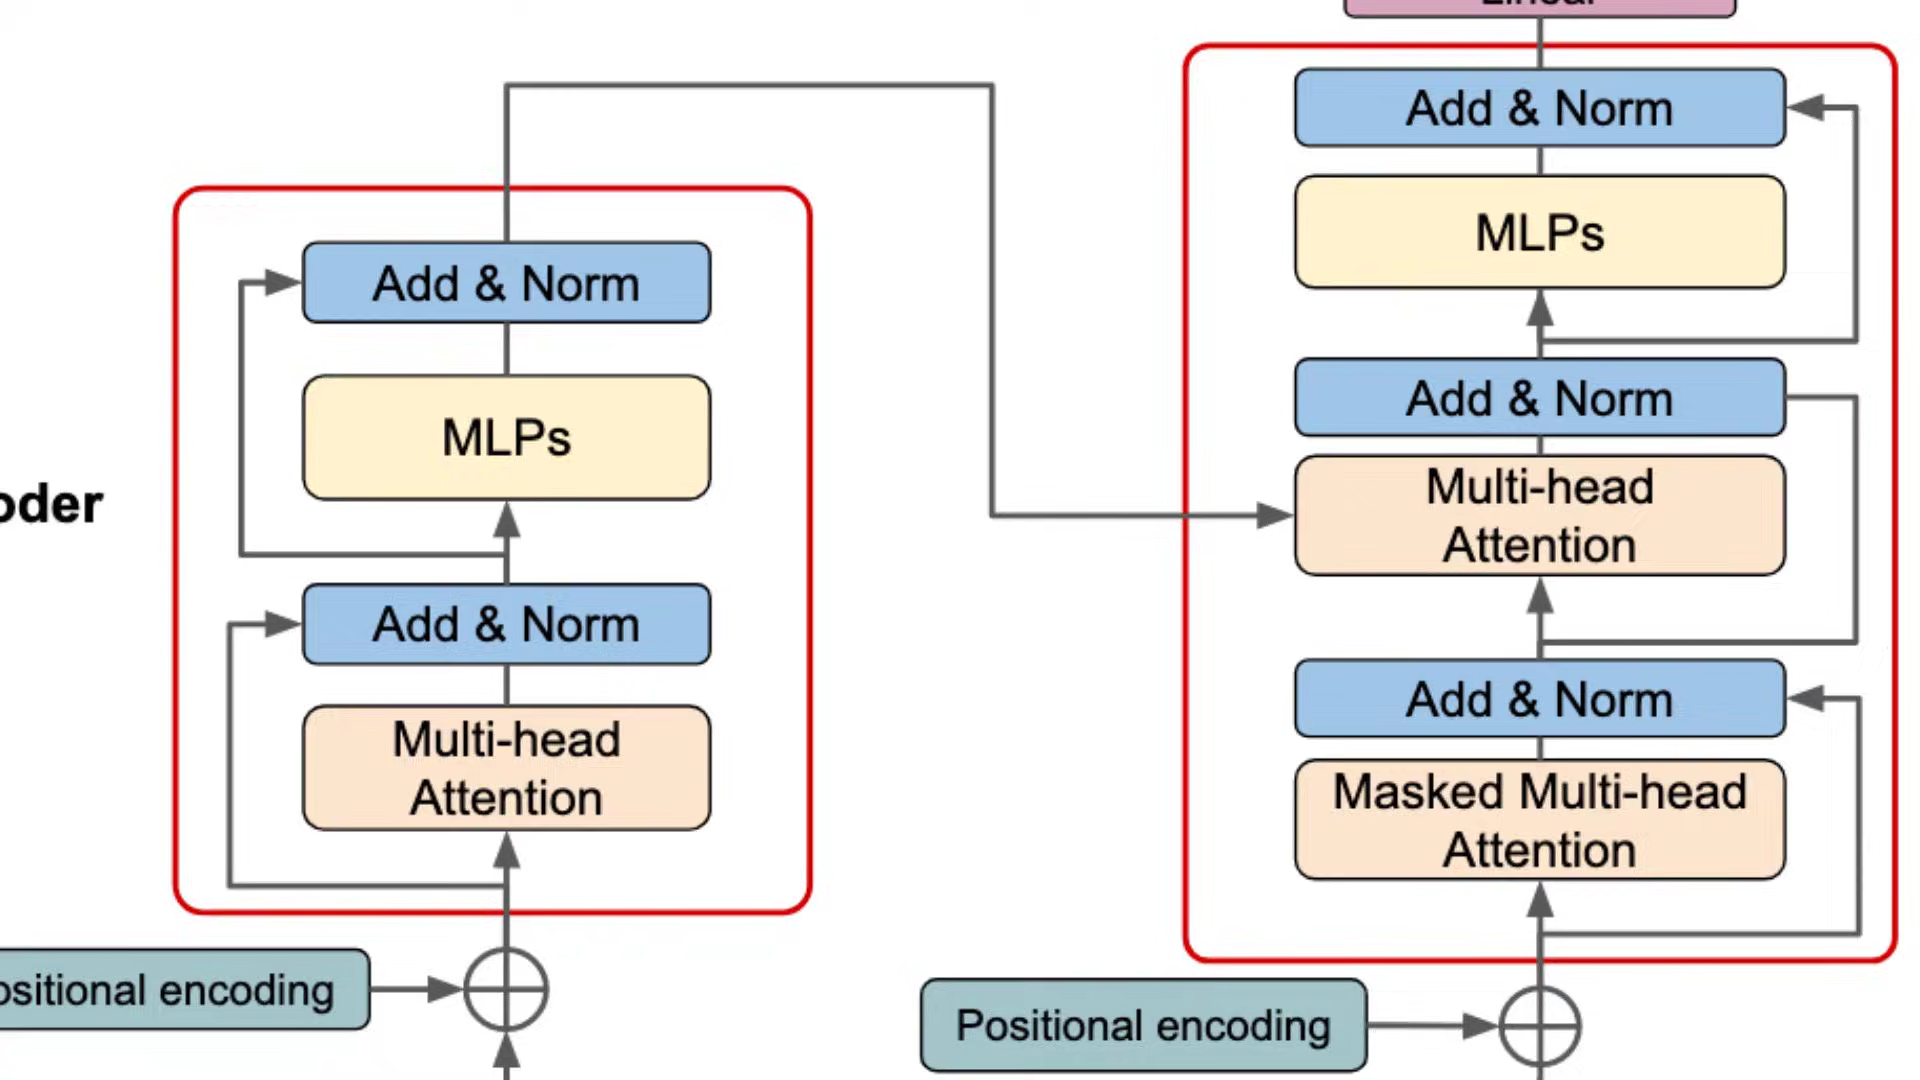 Linear
Add & Norm
MLPs
Add & Norm
Multi-head
Attention
Add & Norm
Masked Multi-head
Attention
Positional encoding
Add & Norm
MLPs
Add & Norm
Multi-head
Attention
oder
ositional encoding